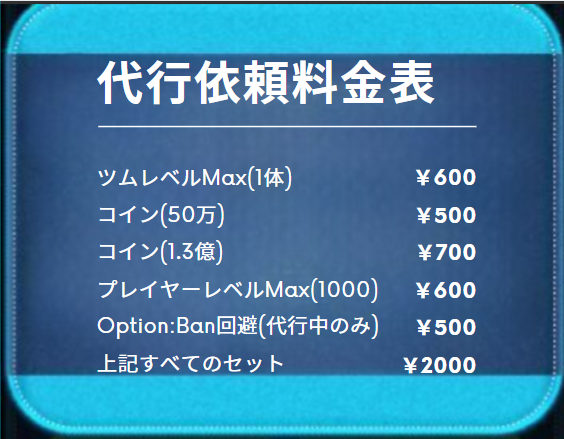 代行依頼料金表
ツムレベルMax(1体) ¥600
コイン(50万) ¥500
コイン(1.3億) ¥700
プレイヤーレベルMax(1000) ¥600
Option:Ban回避(代行中のみ) ¥500
上記すべてのセット ¥2000